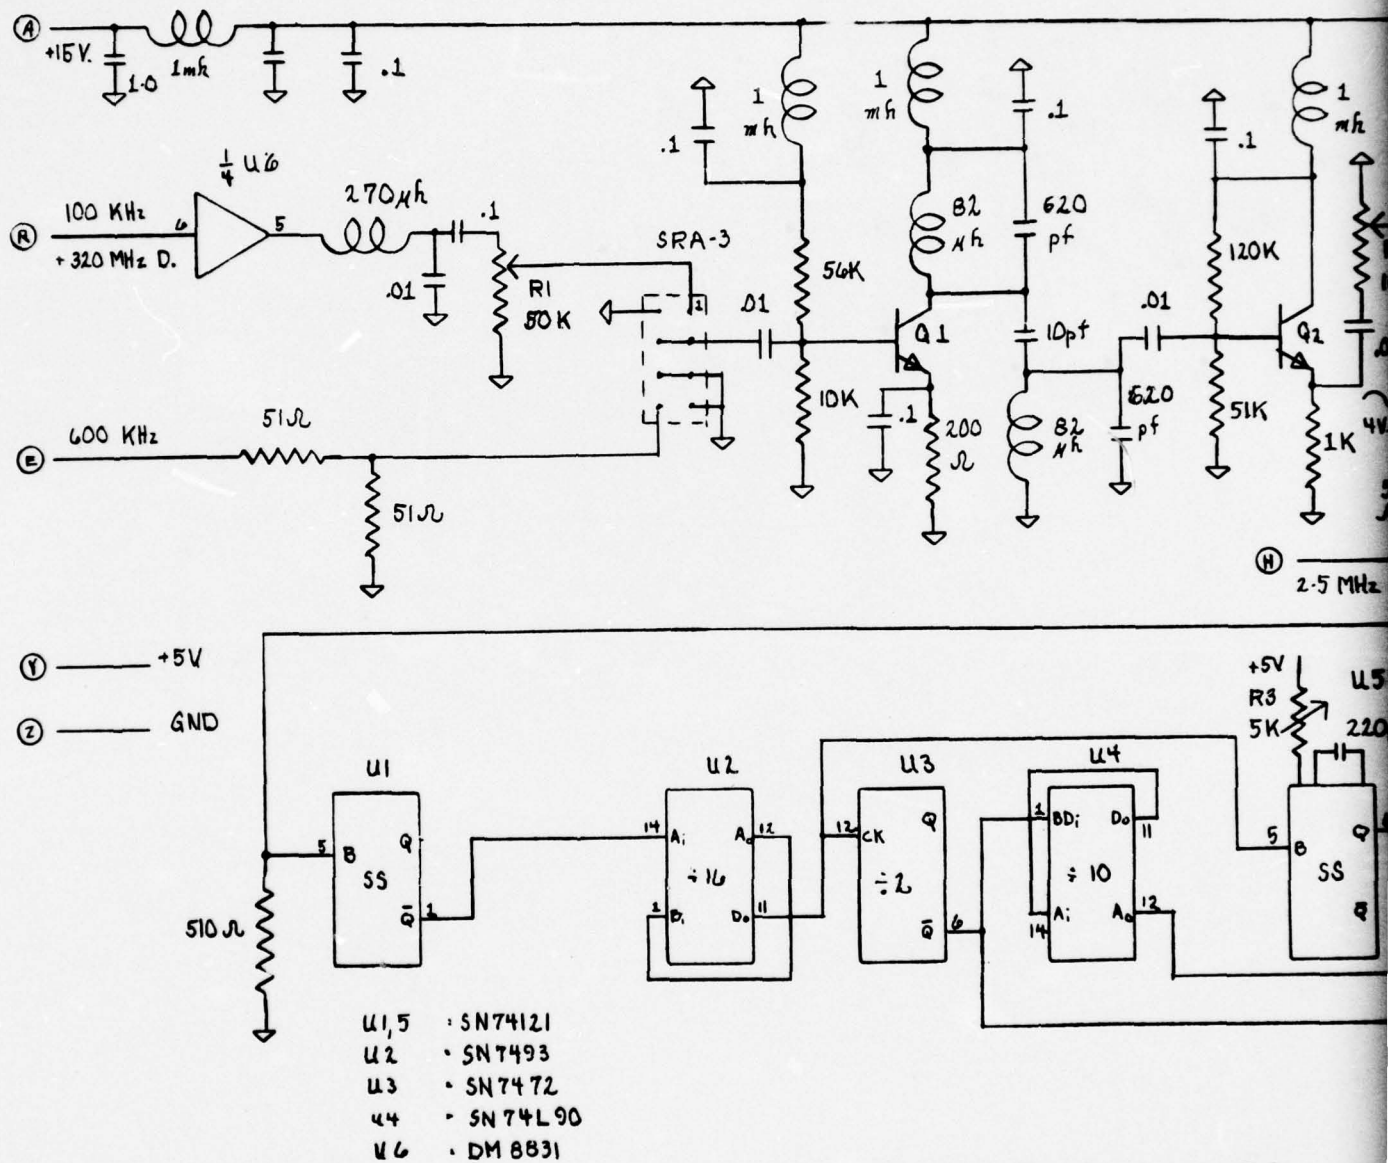 A
+15V.
1.0
1mh
.1
1
mh
.1
1
mh
.1
1
mh
.1
1/4 U6
R
100 KHz
+ 320 MHz D.
6
5
270μh
.1
.01
R1
50K
SRA-3
1
.01
56K
10K
82
μh
620
pf
Q1
10pf
.1
200
Ω
82
μh
620
pf
.01
120K
51K
Q2
1K
4V
E
600 KHz
51Ω
51Ω
H
2.5 MHz
Y
+5V
Z
GND
+5V
R3
5K
U5
220
U1
5
B
Q
SS
Q̄
1
510Ω
U2
14
Ai
Ao
12
÷16
1
Bi
Do
11
U3
12
CK
Q
÷2
Q̄
6
U4
1
BDi
Do
11
÷10
Ai
14
Ao
12
5
B
Q
6
SS
Q̄
U1,5 : SN74121
U2 · SN7493
U3 · SN7472
U4 · SN74L90
U6 · DM8831